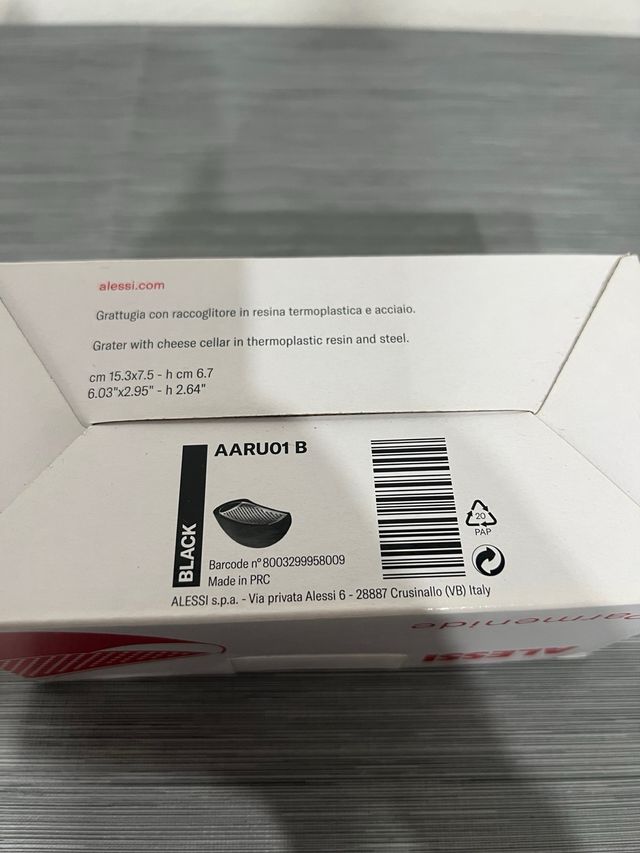 alessi.com
Grattugia con raccoglitore in resina termoplastica e acciaio.
Grater with cheese cellar in thermoplastic resin and steel.
cm 15.3x7.5 - h cm 6.7
6.03"x2.95" - h 2.64"
BLACK
AARU01 B
Barcode n° 8003299958009
Made in PRC
20
PAP
ALESSI s.p.a. - Via privata Alessi 6 - 28887 Crusinallo (VB) Italy
parmenide
ALESSI